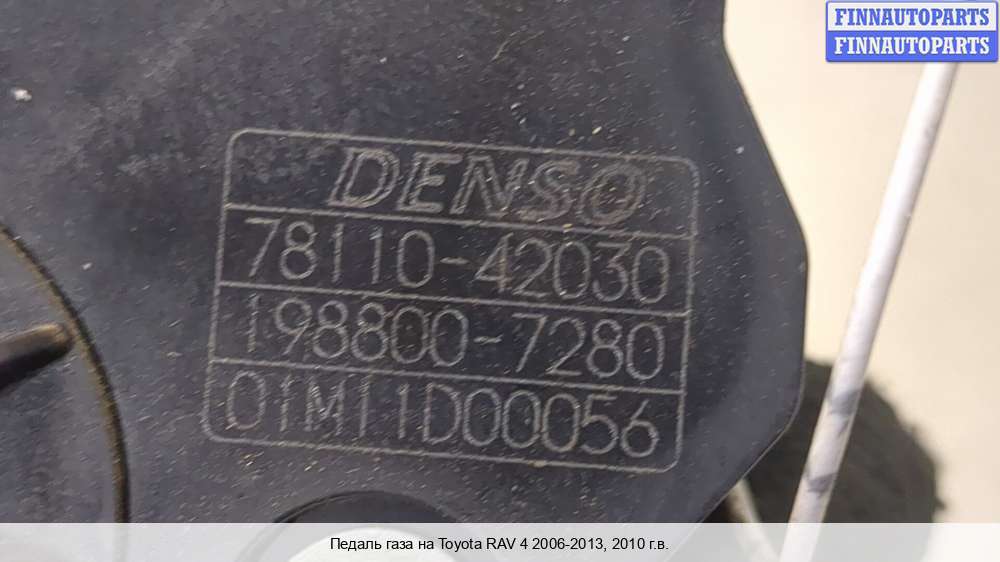 FINNAUTOPARTS
FINNAUTOPARTS
DENSO
78110-42030
198800-7280
01M11D00056
Педаль газа на Toyota RAV 4 2006-2013, 2010 г.в.